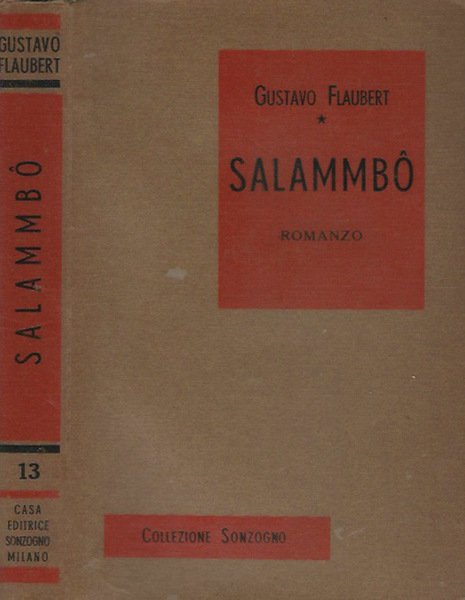 GUSTAVO
FLAUBERT
SALAMMBÔ
13
CASA
EDITRICE
SONZOGNO
MILANO
GUSTAVO FLAUBERT
★
SALAMMBÔ
ROMANZO
COLLEZIONE SONZOGNO